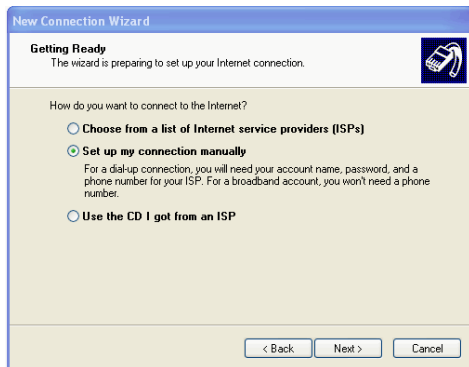 New Connection Wizard
Getting Ready
The wizard is preparing to set up your Internet connection.
How do you want to connect to the Internet?
Choose from a list of Internet service providers (ISPs)
Set up my connection manually
For a dial-up connection, you will need your account name, password, and a
phone number for your ISP. For a broadband account, you won't need a phone
number.
Use the CD I got from an ISP
< Back
Next >
Cancel